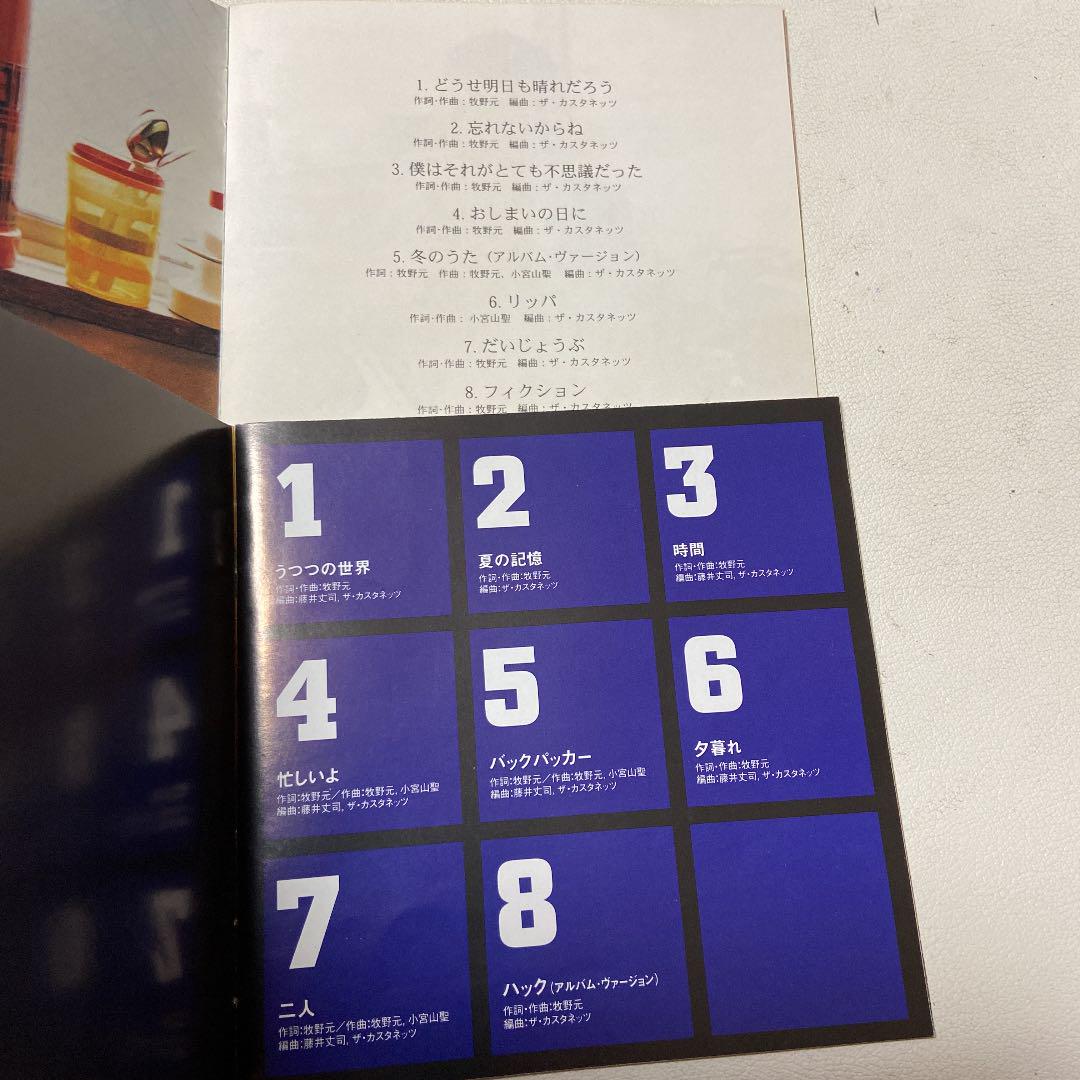 1. どうせ明日も晴れだろう
作詞・作曲：牧野元　編曲：ザ・カスタネッツ
2. 忘れないからね
作詞・作曲：牧野元　編曲：ザ・カスタネッツ
3. 僕はそれがとても不思議だった
作詞・作曲：牧野元　編曲：ザ・カスタネッツ
4. おしまいの日に
作詞・作曲：牧野元　編曲：ザ・カスタネッツ
5. 冬のうた（アルバム・ヴァージョン）
作詞：牧野元　作曲：牧野元、小宮山聖　編曲：ザ・カスタネッツ
6. リッパ
作詞・作曲：小宮山聖　編曲：ザ・カスタネッツ
7. だいじょうぶ
作詞・作曲：牧野元　編曲：ザ・カスタネッツ
8. フィクション
作詞・作曲：牧野元　編曲：ザ・カスタネッツ
1
うつつの世界
作詞・作曲：牧野元
編曲：藤井丈司, ザ・カスタネッツ
2
夏の記憶
作詞・作曲：牧野元
編曲：ザ・カスタネッツ
3
時間
作詞・作曲：牧野元
編曲：藤井丈司, ザ・カスタネッツ
4
忙しいよ
作詞：牧野元／作曲：牧野元, 小宮山聖
編曲：藤井丈司, ザ・カスタネッツ
5
バックパッカー
作詞：牧野元／作曲：牧野元, 小宮山聖
編曲：藤井丈司, ザ・カスタネッツ
6
夕暮れ
作詞・作曲：牧野元
編曲：藤井丈司, ザ・カスタネッツ
7
二人
作詞：牧野元／作曲：牧野元, 小宮山聖
編曲：藤井丈司, ザ・カスタネッツ
8
ハック（アルバム・ヴァージョン）
作詞・作曲：牧野元
編曲：ザ・カスタネッツ